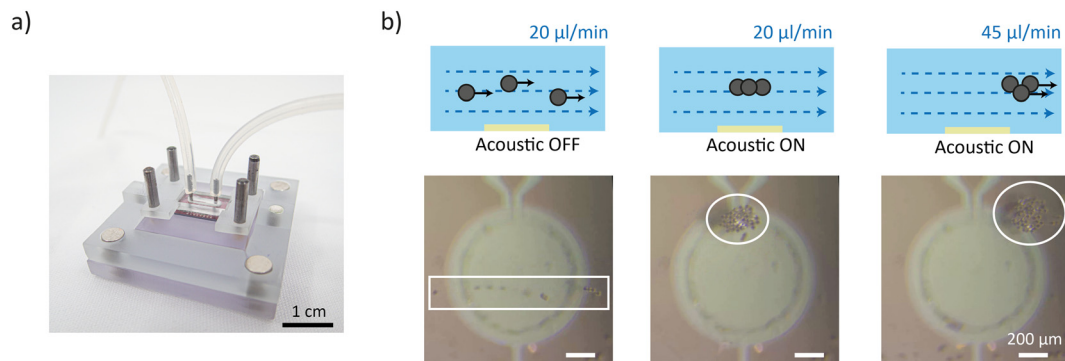 a)
1 cm
b)
20 µl/min
20 µl/min
45 µl/min
Acoustic OFF
Acoustic ON
Acoustic ON
200 µm